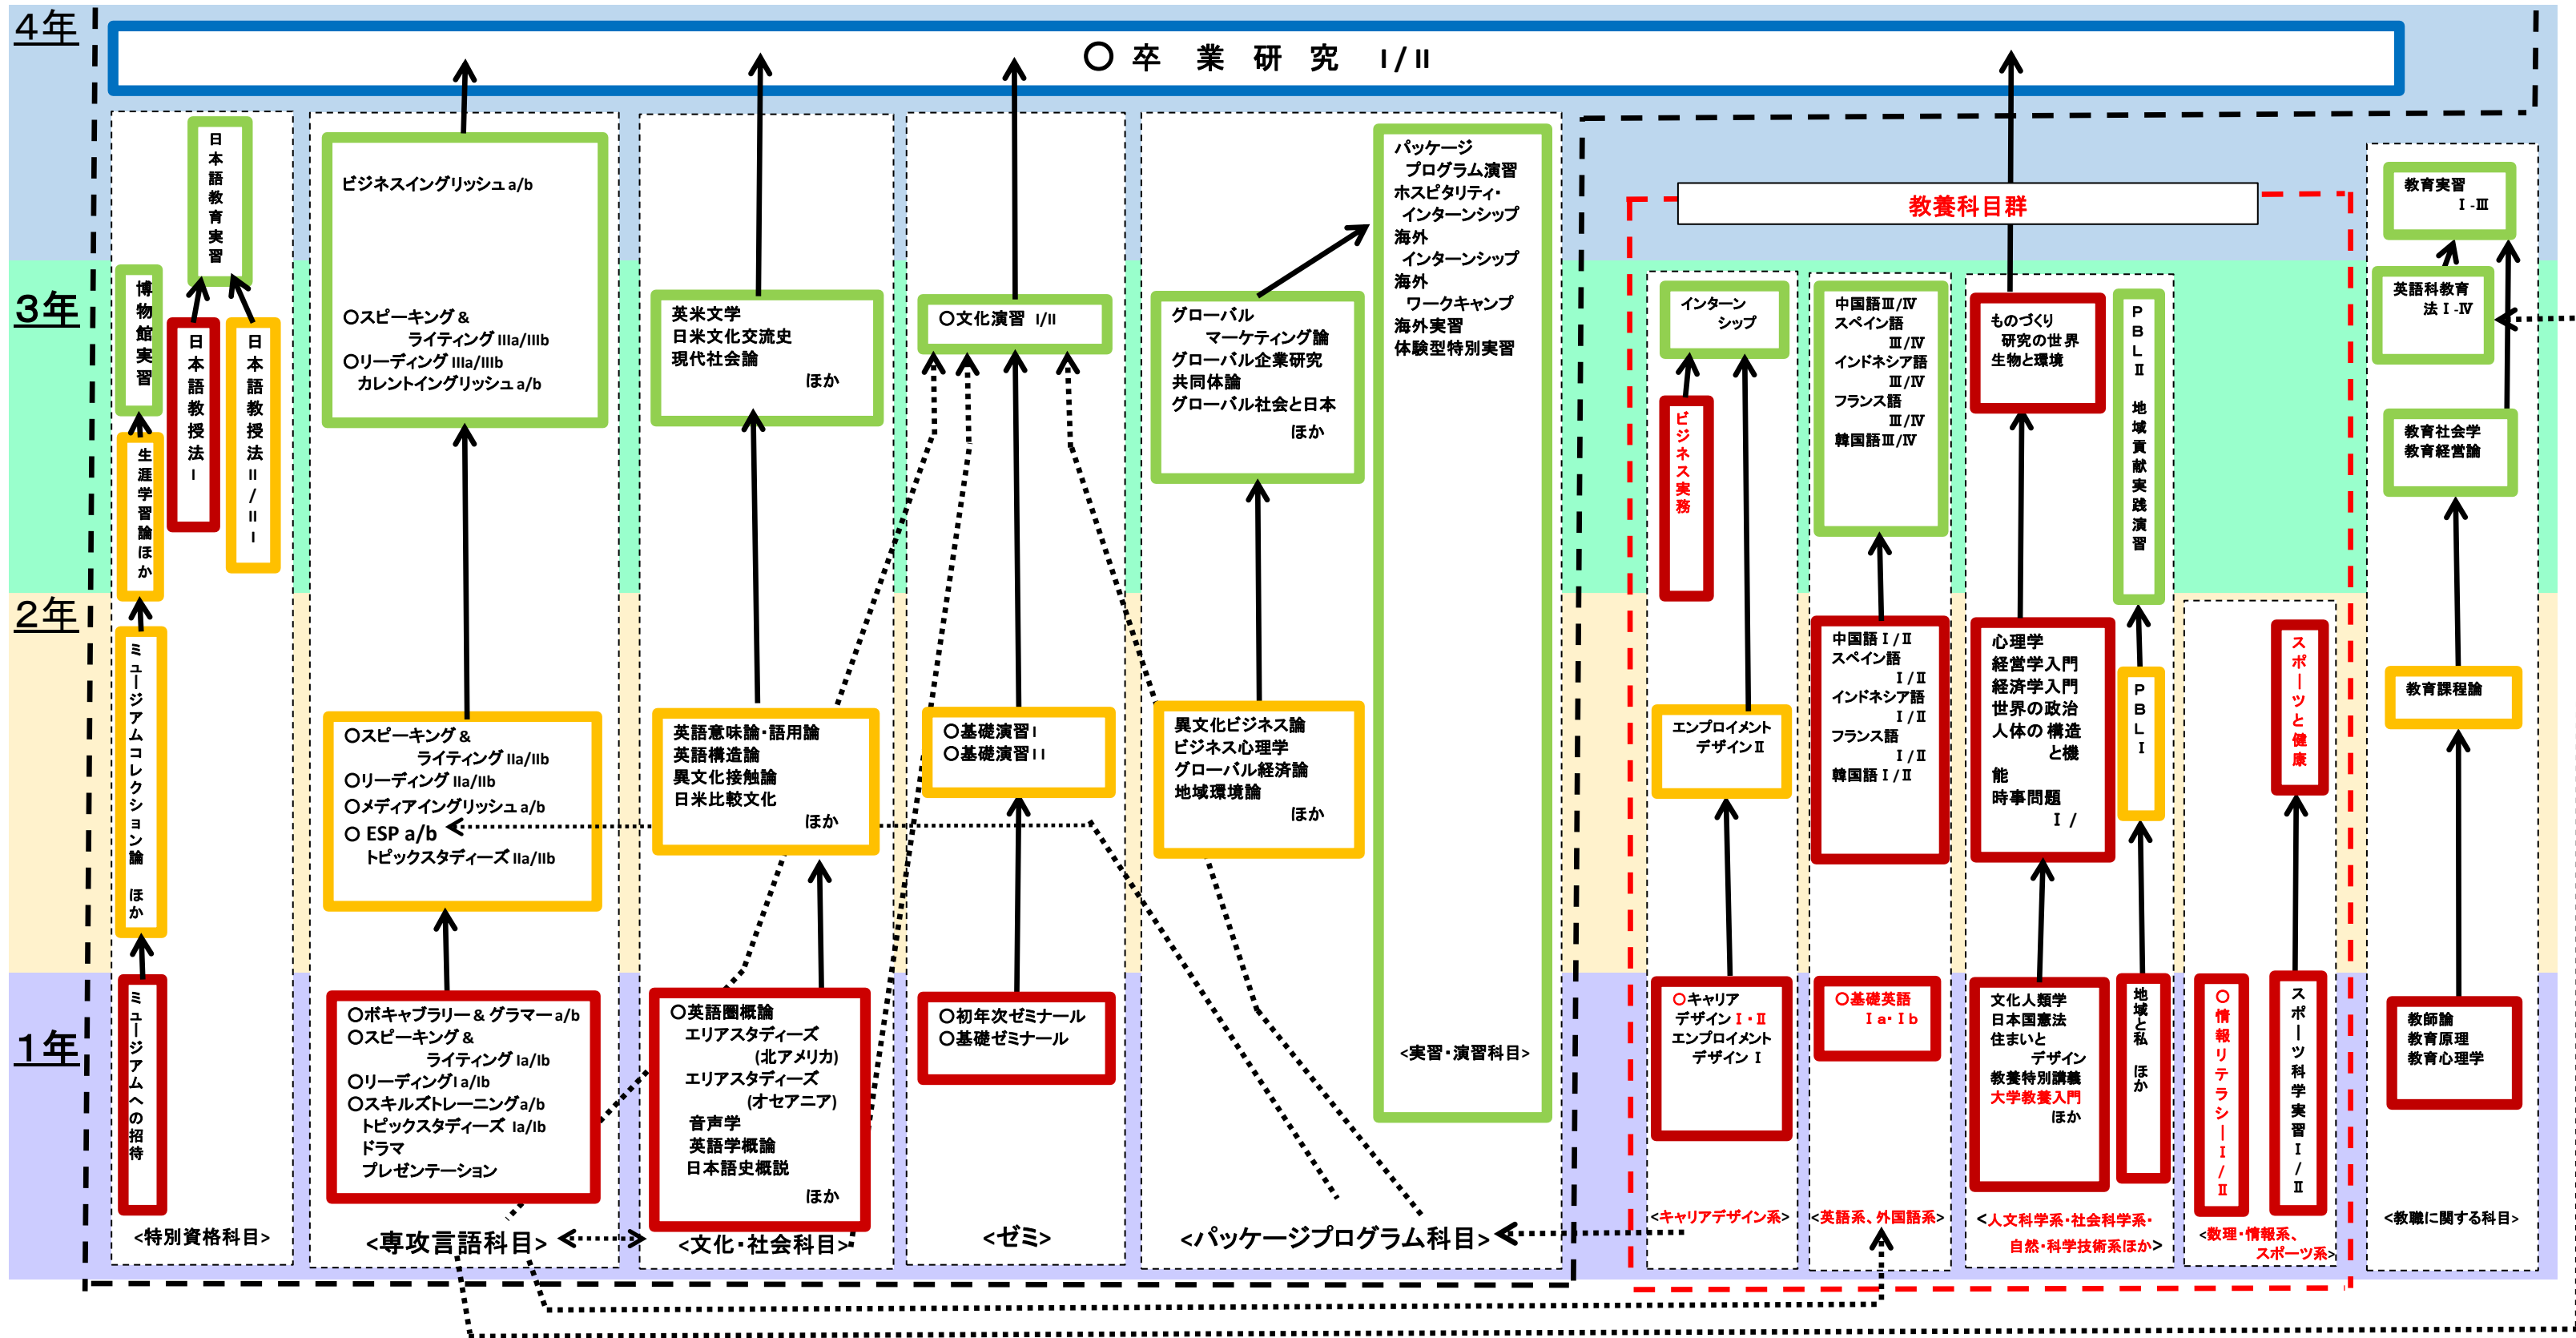 4年
○ 卒 業 研 究 I / II
3年
2年
1年
日本語教育実習
博物館実習
日本語教授法 I
日本語教授法 II / III
生涯学習論ほか
ミュージアムコレクション論 ほか
ミュージアムへの招待
<特別資格科目>
ビジネスイングリッシュ a/b
○スピーキング &
ライティング IIIa/IIIb
○リーディング IIIa/IIIb
カレントイングリッシュ a/b
○スピーキング &
ライティング IIa/IIb
○リーディング IIa/IIb
○メディアイングリッシュ a/b
○ ESP a/b
トピックスタディーズ IIa/IIb
○ボキャブラリー & グラマー a/b
○スピーキング &
ライティング Ia/Ib
○リーディング I a/Ib
○スキルズトレーニング a/b
トピックスタディーズ Ia/Ib
ドラマ
プレゼンテーション
<専攻言語科目>
英米文学
日米文化交流史
現代社会論
ほか
英語意味論・語用論
英語構造論
異文化接触論
日米比較文化
ほか
○英語圏概論
エリアスタディーズ
(北アメリカ)
エリアスタディーズ
(オセアニア)
音声学
英語学概論
日本語史概説
ほか
<文化・社会科目>
○文化演習 I/II
○基礎演習 I
○基礎演習 I I
○初年次ゼミナール
○基礎ゼミナール
<ゼミ>
グローバル
マーケティング論
グローバル企業研究
共同体論
グローバル社会と日本
ほか
異文化ビジネス論
ビジネス心理学
グローバル経済論
地域環境論
ほか
パッケージ
プログラム演習
ホスピタリティ・
インターンシップ
海外
インターンシップ
海外
ワークキャンプ
海外実習
体験型特別実習
<実習・演習科目>
<パッケージプログラム科目>
教養科目群
インターン
シップ
ビジネス実務
エンプロイメント
デザインⅡ
○キャリア
デザインⅠ・Ⅱ
エンプロイメント
デザイン Ⅰ
<キャリアデザイン系>
中国語Ⅲ/Ⅳ
スペイン語
Ⅲ/Ⅳ
インドネシア語
Ⅲ/Ⅳ
フランス語
Ⅲ/Ⅳ
韓国語Ⅲ/Ⅳ
中国語Ⅰ/Ⅱ
スペイン語
Ⅰ/Ⅱ
インドネシア語
Ⅰ/Ⅱ
フランス語
Ⅰ/Ⅱ
韓国語Ⅰ/Ⅱ
○基礎英語
Ⅰa・Ⅰb
<英語系、外国語系>
ものづくり
研究の世界
生物と環境
心理学
経営学入門
経済学入門
世界の政治
人体の 構造
と機
能
時事問題
Ⅰ /
文化人類学
日本国憲法
住まいと
デザイン
教養特別講義
大学教養入門
ほか
PBLⅡ 地域貢献実践演習
PBLⅠ
地域と私 ほか
<人文科学系・社会科学系・
自然・科学技術系ほか>
スポーツと健康
○情報リテラシーⅠ/Ⅱ
スポーツ科学実習Ⅰ/Ⅱ
<数理・情報系、
スポーツ系>
教育実習
Ⅰ-Ⅲ
英語科教育
法Ⅰ-Ⅳ
教育社会学
教育経営論
教育課程論
教師論
教育原理
教育心理学
<教職に関する科目>